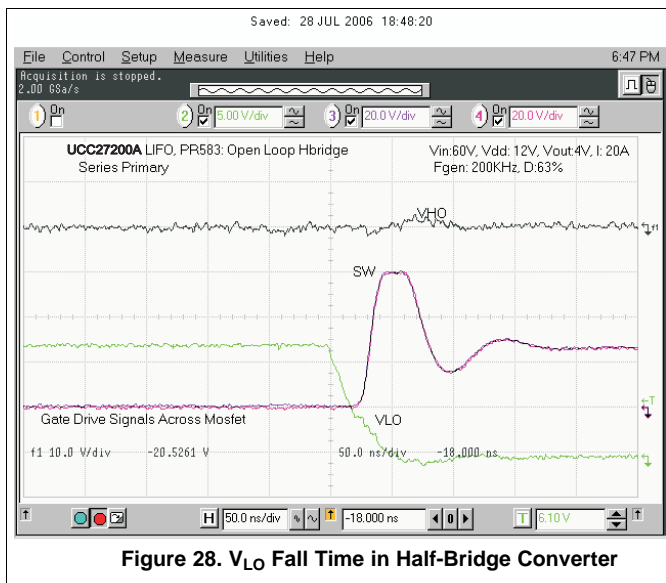 Saved: 28 JUL 2006 18:48:20
File Control Setup Measure Utilities Help 6:47 PM
Acquisition is stopped.
2.00 GSa/s
1 On 2 On 5.00 V/div 3 On 20.0 V/div 4 On 20.0 V/div
UCC27200A LIFO, PR583: Open Loop Hbridge Vin:60V, Vdd: 12V, Vout:4V, I: 20A
Series Primary Fgen: 200KHz, D:63%
VHO
f1
SW
T
Gate Drive Signals Across Mosfet VLO
f1 10.0 V/div -20.5261 V 50.0 ns/div -18.000 ns
H 50.0 ns/div -18.000 ns 0 T 6.10 V
Figure 28. VLO Fall Time in Half-Bridge Converter